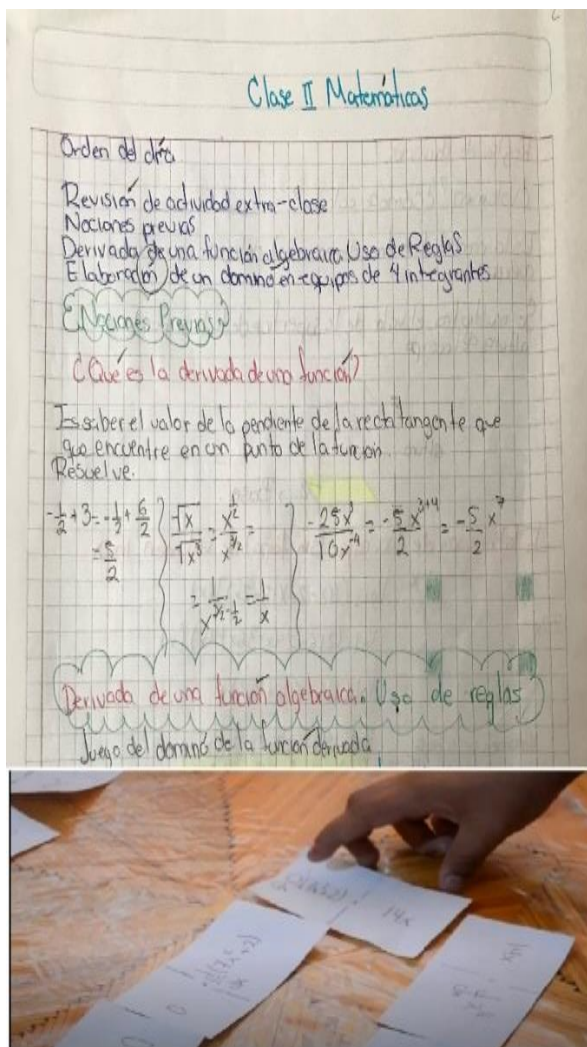 Clase II Matemáticas
Orden del día
Revisión de actividad extra-clase
Nociones previas
Derivada de una función algebraica. Uso de Reglas
Elaboración de un dominó en equipos de 4 integrantes
Nociones Previas
¿Qué es la derivada de una función?
Es saber el valor de la pendiente de la recta tangente que
que encuentre en un punto de la función.
Resuelve.
-1/2 + 3 = -1/2 + 6/2
= 5/2
√x/√x³ = x^(1/2)/x^(3/2) =
= 1/x^(3/2 - 1/2) = 1/x
-25x³/10x⁻⁴ = -5x^(3+4)/2 = -5/2 x⁷
Derivada de una función algebraica. Uso de reglas
Juego del dominó de la función derivada
14x
0